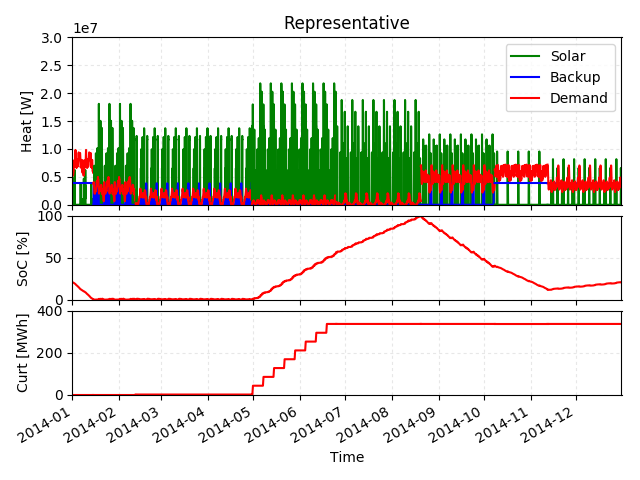 Representative
1e7
3.0
2.5
2.0
1.5
1.0
0.5
0.0
Heat [W]
Solar
Backup
Demand
100
50
0
SoC [%]
400
200
0
Curt [MWh]
2014-01
2014-02
2014-03
2014-04
2014-05
2014-06
2014-07
2014-08
2014-09
2014-10
2014-11
2014-12
Time